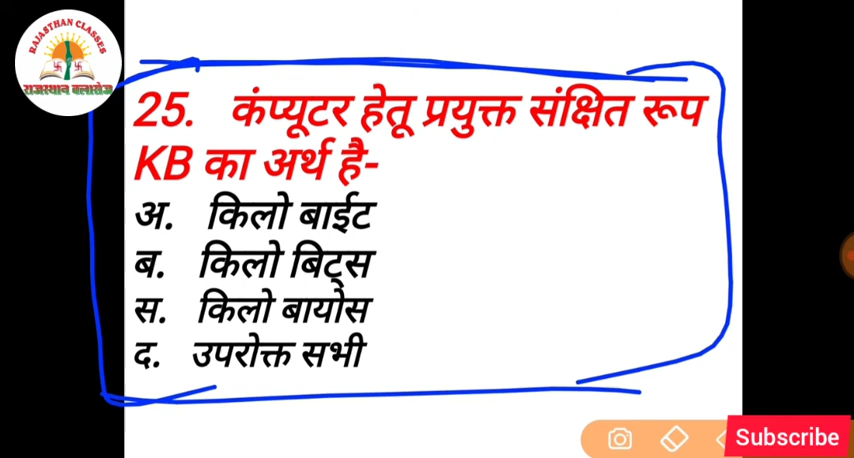 RAJASTHAN CLASSES
राजस्थान क्लासेज
25. कंप्यूटर हेतू प्रयुक्त संक्षित रूप
KB का अर्थ है-
अ. किलो बाईट
ब. किलो बिट्स
स. किलो बायोस
द. उपरोक्त सभी
Subscribe